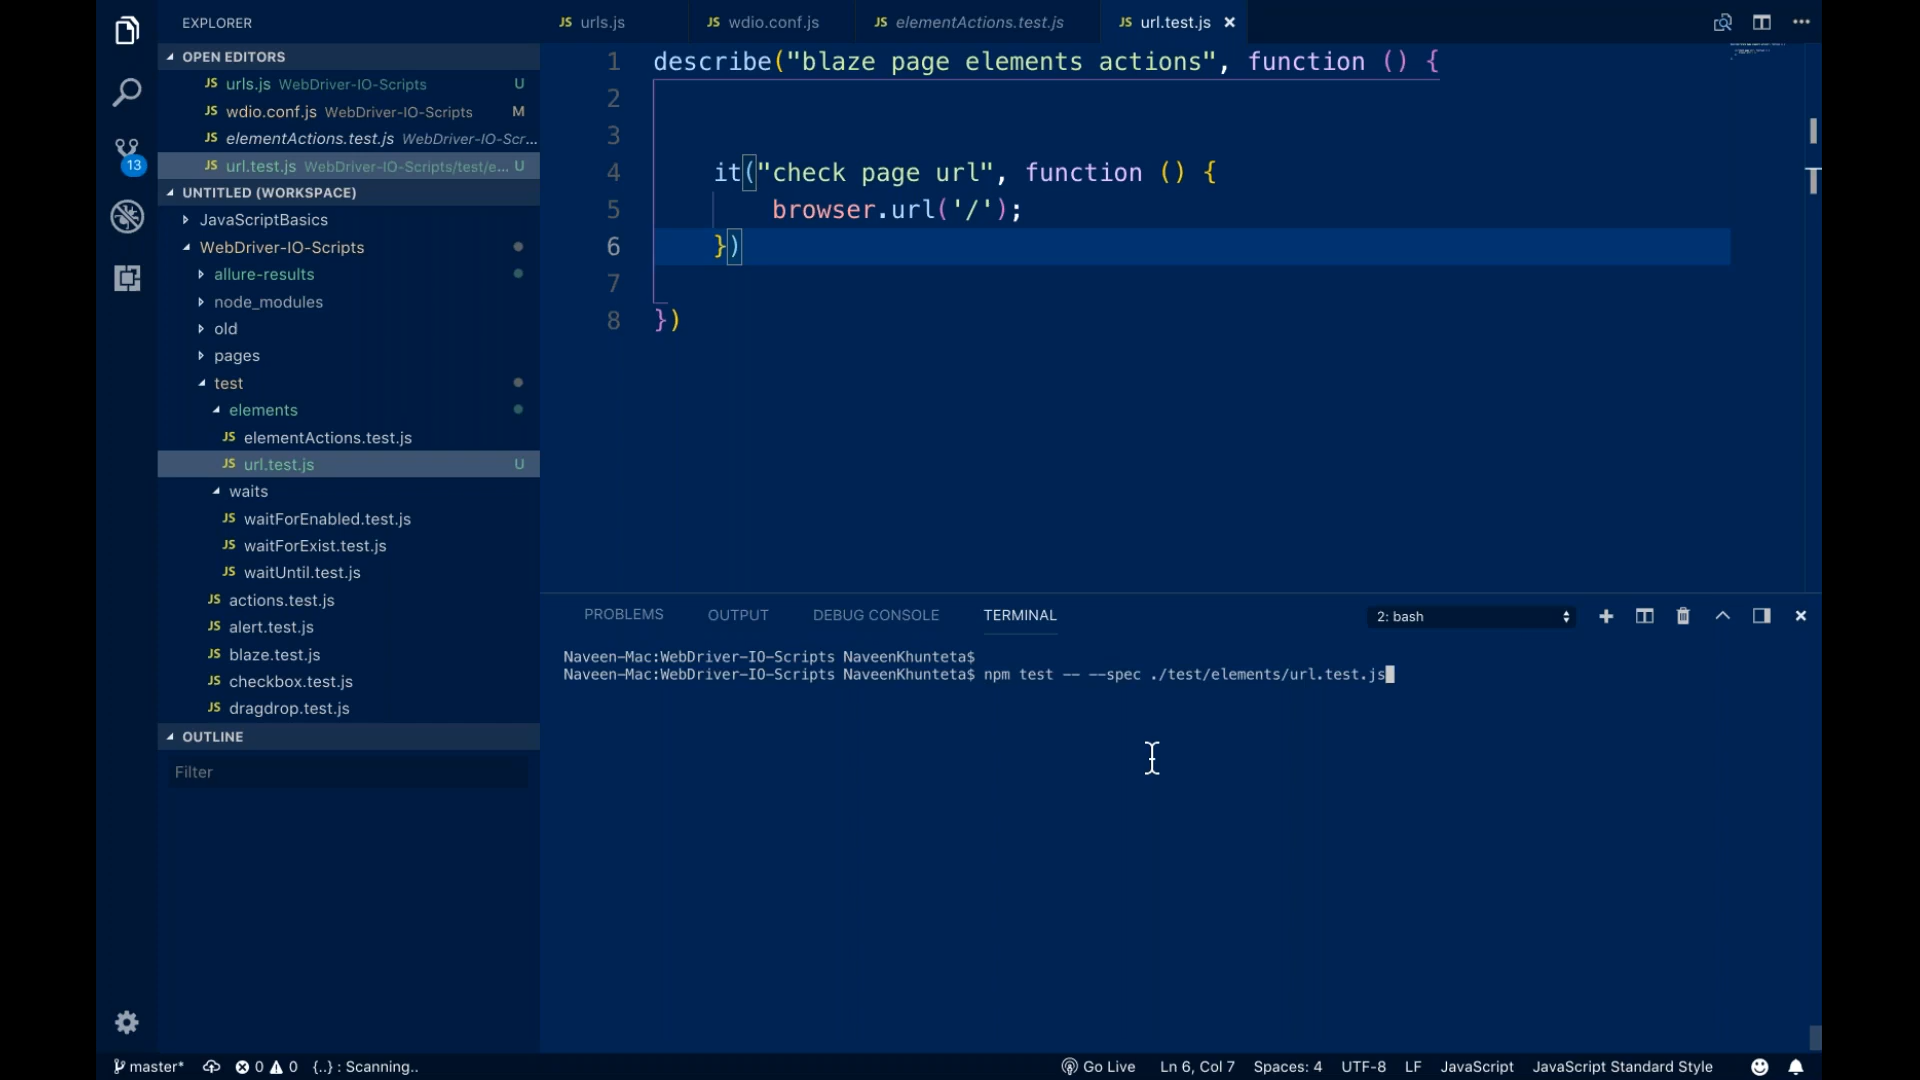 EXPLORER
OPEN EDITORS
JS urls.js WebDriver-IO-Scripts U
JS wdio.conf.js WebDriver-IO-Scripts M
JS elementActions.test.js WebDriver-IO-Scr...
JS url.test.js WebDriver-IO-Scripts/test/e... U
UNTITLED (WORKSPACE)
JavaScriptBasics
WebDriver-IO-Scripts
allure-results
node_modules
old
pages
test
elements
JS elementActions.test.js
JS url.test.js U
waits
JS waitForEnabled.test.js
JS waitForExist.test.js
JS waitUntil.test.js
JS actions.test.js
JS alert.test.js
JS blaze.test.js
JS checkbox.test.js
JS dragdrop.test.js
OUTLINE
Filter
13
JS urls.js JS wdio.conf.js JS elementActions.test.js JS url.test.js
1 describe("blaze page elements actions", function () {
2
3
4 it("check page url", function () {
5 browser.url('/');
6 })
7
8 })
PROBLEMS OUTPUT DEBUG CONSOLE TERMINAL 2: bash
Naveen-Mac:WebDriver-IO-Scripts NaveenKhunteta$
Naveen-Mac:WebDriver-IO-Scripts NaveenKhunteta$ npm test -- --spec ./test/elements/url.test.js
master* 0 0 {..} : Scanning.. Go Live Ln 6, Col 7 Spaces: 4 UTF-8 LF JavaScript JavaScript Standard Style